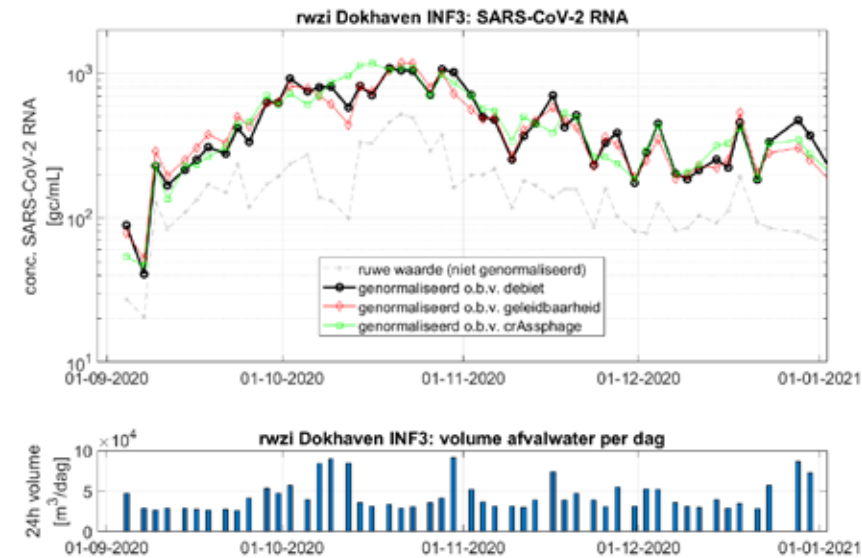 rwzi Dokhaven INF3: SARS-CoV-2 RNA
conc. SARS-CoV-2 RNA
[gc/mL]
10³
10²
10¹
ruwe waarde (niet genormaliseerd)
genormaliseerd o.b.v. debiet
genormaliseerd o.b.v. geleidbaarheid
genormaliseerd o.b.v. crAssphage
01-09-2020 01-10-2020 01-11-2020 01-12-2020 01-01-2021
rwzi Dokhaven INF3: volume afvalwater per dag
×10⁴
24h volume
[m³/dag]
10
5
0
01-09-2020 01-10-2020 01-11-2020 01-12-2020 01-01-2021